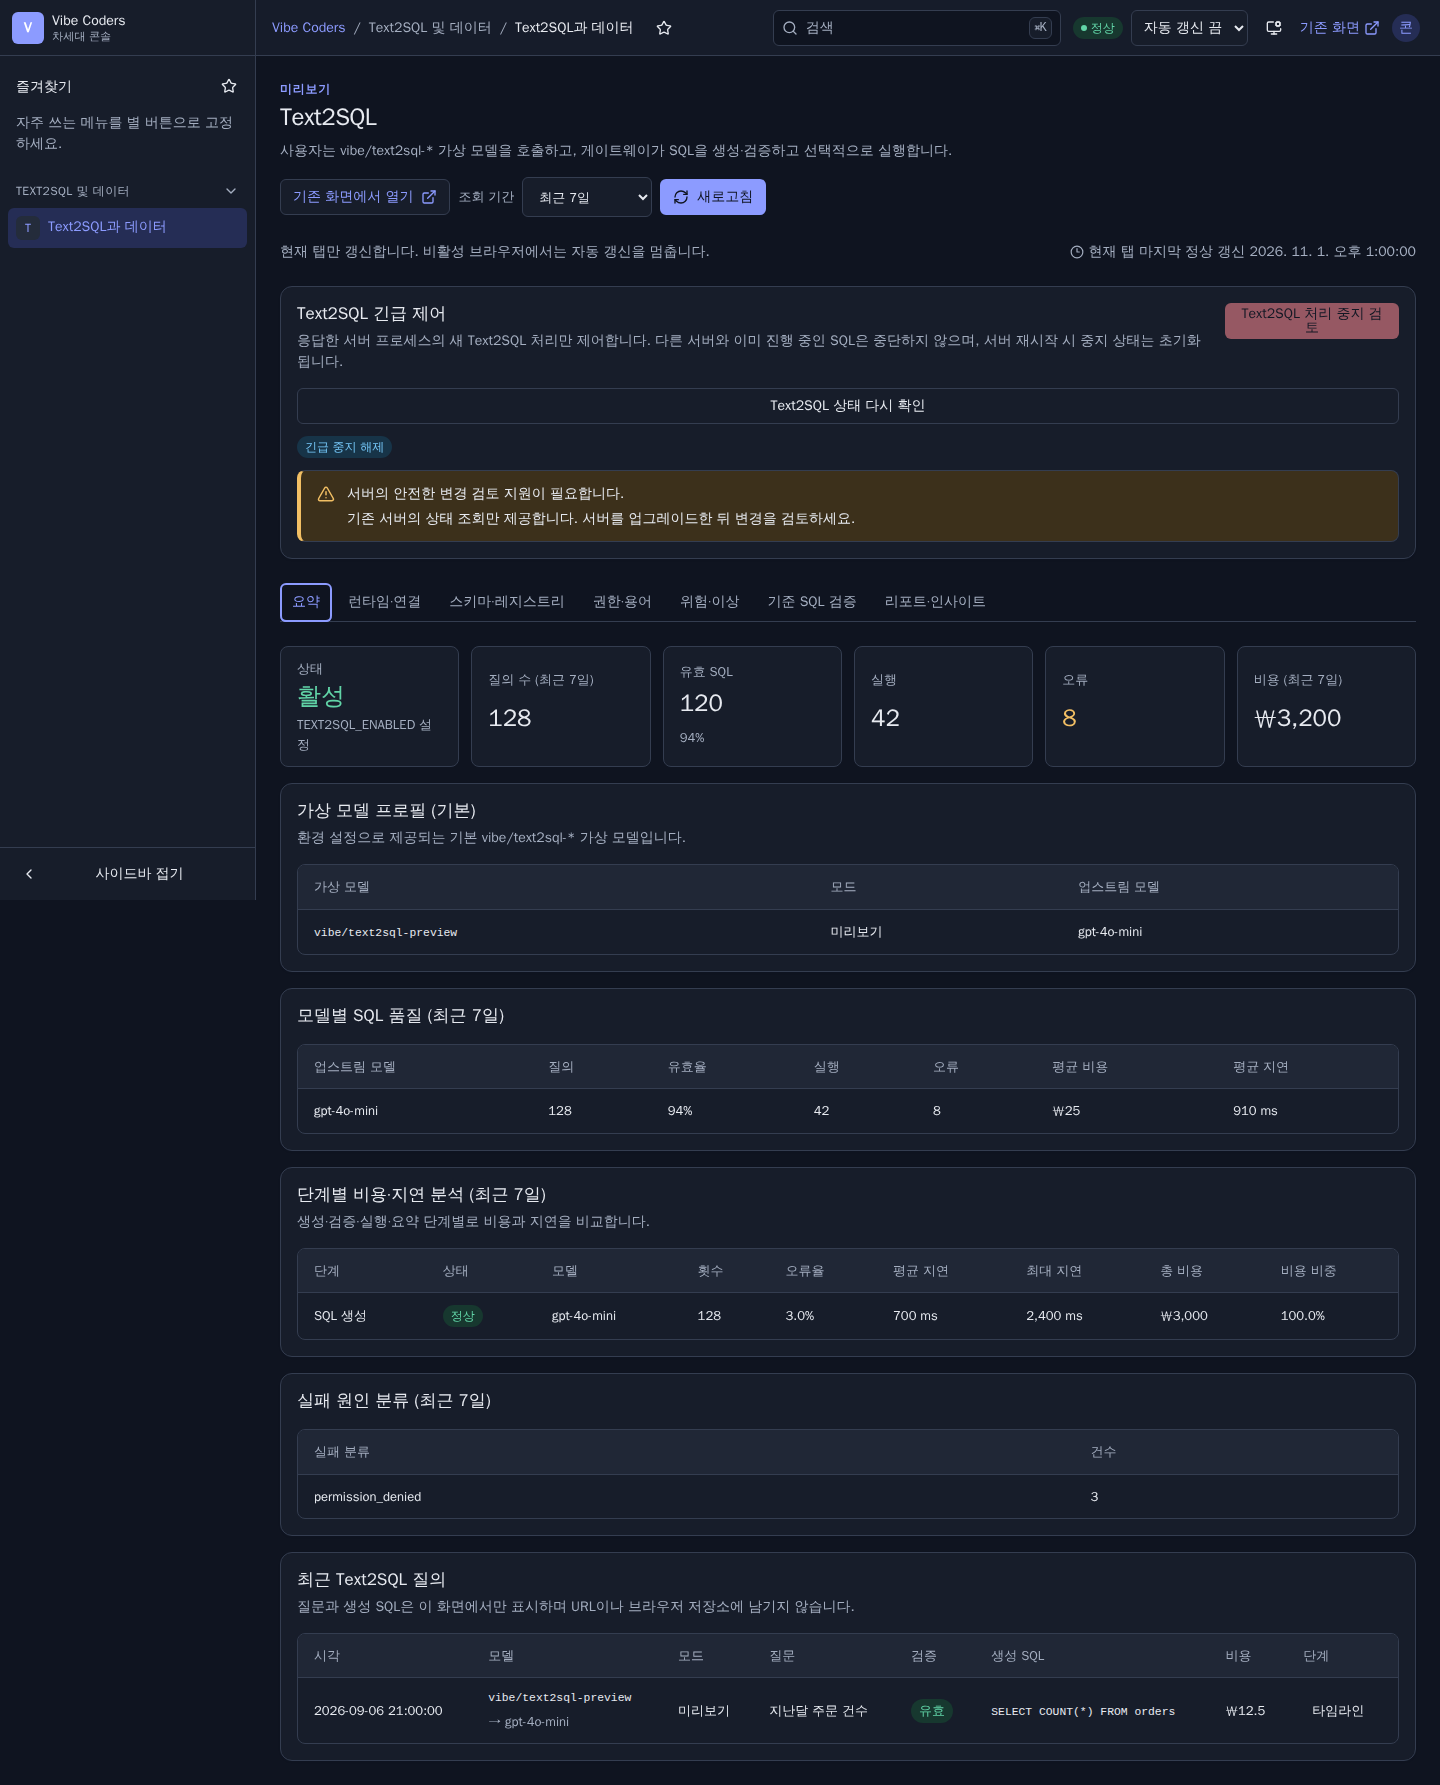 V
Vibe Coders
차세대 콘솔
Vibe Coders / Text2SQL 및 데이터 / Text2SQL과 데이터
검색
⌘K
정상
자동 갱신 끔
기존 화면
콘
즐겨찾기
자주 쓰는 메뉴를 별 버튼으로 고정
하세요.
TEXT2SQL 및 데이터
T
Text2SQL과 데이터
사이드바 접기
미리보기
Text2SQL
사용자는 vibe/text2sql-* 가상 모델을 호출하고, 게이트웨이가 SQL을 생성·검증하고 선택적으로 실행합니다.
기존 화면에서 열기
조회 기간
최근 7일
새로고침
현재 탭만 갱신합니다. 비활성 브라우저에서는 자동 갱신을 멈춥니다.
현재 탭 마지막 정상 갱신 2026. 11. 1. 오후 1:00:00
Text2SQL 긴급 제어
응답한 서버 프로세스의 새 Text2SQL 처리만 제어합니다. 다른 서버와 이미 진행 중인 SQL은 중단하지 않으며, 서버 재시작 시 중지 상태는 초기화
됩니다.
Text2SQL 처리 중지 검
토
Text2SQL 상태 다시 확인
긴급 중지 해제
서버의 안전한 변경 검토 지원이 필요합니다.
기존 서버의 상태 조회만 제공합니다. 서버를 업그레이드한 뒤 변경을 검토하세요.
요약
런타임·연결
스키마·레지스트리
권한·용어
위험·이상
기준 SQL 검증
리포트·인사이트
상태
활성
TEXT2SQL_ENABLED 설
정
질의 수 (최근 7일)
128
유효 SQL
120
94%
실행
42
오류
8
비용 (최근 7일)
₩3,200
가상 모델 프로필 (기본)
환경 설정으로 제공되는 기본 vibe/text2sql-* 가상 모델입니다.
가상 모델 모드 업스트림 모델
vibe/text2sql-preview 미리보기 gpt-4o-mini
모델별 SQL 품질 (최근 7일)
업스트림 모델 질의 유효율 실행 오류 평균 비용 평균 지연
gpt-4o-mini 128 94% 42 8 ₩25 910 ms
단계별 비용·지연 분석 (최근 7일)
생성·검증·실행·요약 단계별로 비용과 지연을 비교합니다.
단계 상태 모델 횟수 오류율 평균 지연 최대 지연 총 비용 비용 비중
SQL 생성 정상 gpt-4o-mini 128 3.0% 700 ms 2,400 ms ₩3,000 100.0%
실패 원인 분류 (최근 7일)
실패 분류 건수
permission_denied 3
최근 Text2SQL 질의
질문과 생성 SQL은 이 화면에서만 표시하며 URL이나 브라우저 저장소에 남기지 않습니다.
시각 모델 모드 질문 검증 생성 SQL 비용 단계
2026-09-06 21:00:00 vibe/text2sql-preview 미리보기 지난달 주문 건수 유효 SELECT COUNT(*) FROM orders ₩12.5 타임라인
→ gpt-4o-mini